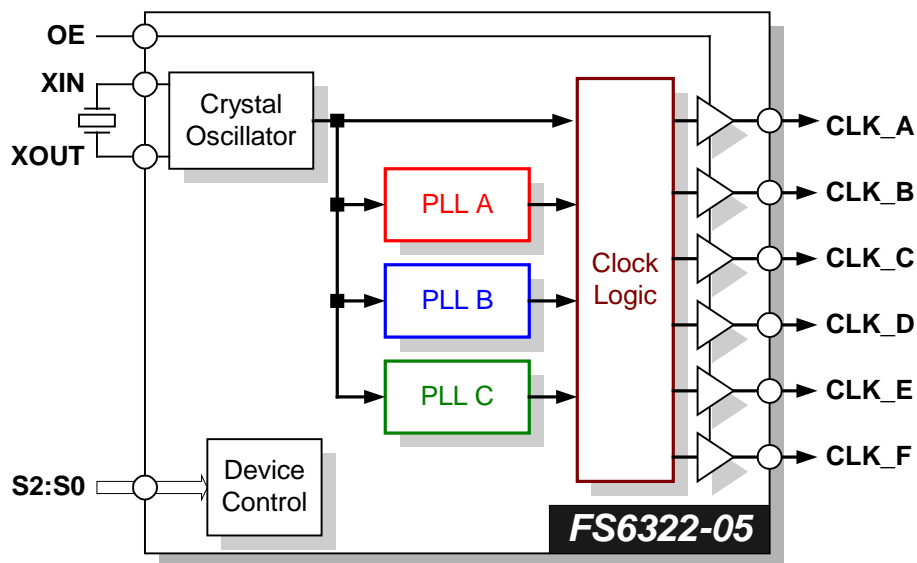 OE
XIN
XOUT
Crystal
Oscillator
PLL A
PLL B
PLL C
Clock
Logic
CLK_A
CLK_B
CLK_C
CLK_D
CLK_E
CLK_F
S2:S0
Device
Control
FS6322-05